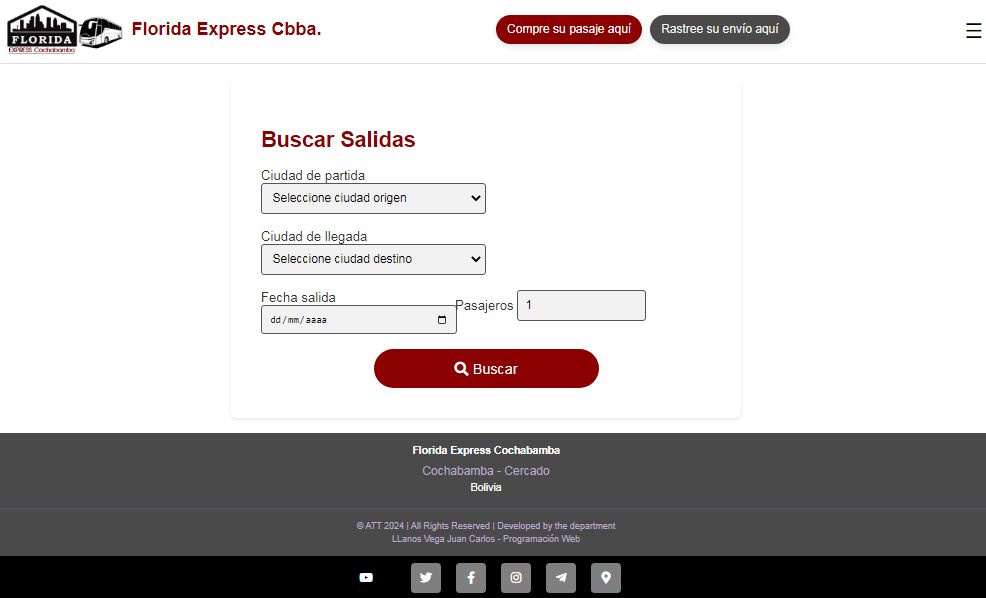 FLORIDA
EXPRESS Cochabamba
Florida Express Cbba.
Compre su pasaje aquí
Rastree su envío aquí
Buscar Salidas
Ciudad de partida
Seleccione ciudad origen
Ciudad de llegada
Seleccione ciudad destino
Fecha salida
dd/mm/aaaa
Pasajeros 1
Buscar
Florida Express Cochabamba
Cochabamba - Cercado
Bolivia
© ATT 2024 | All Rights Reserved | Developed by the department
LLanos Vega Juan Carlos - Programación Web